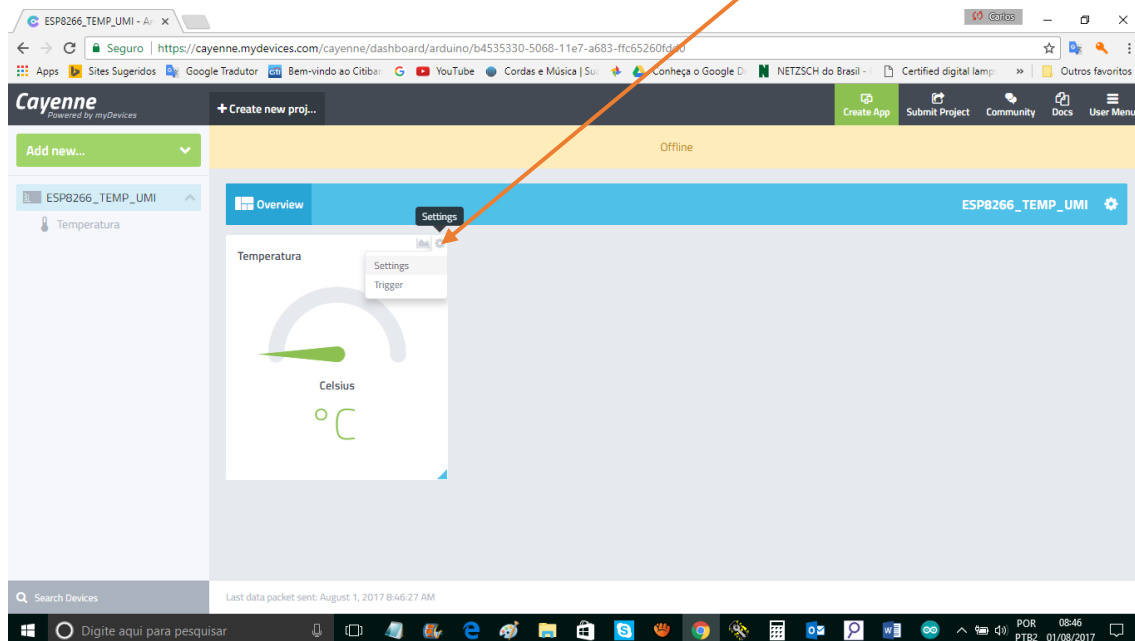 ESP8266_TEMP_UMI - Ar
Carlos
Seguro | https://cayenne.mydevices.com/cayenne/dashboard/arduino/b4535330-5068-11e7-a683-ffc65260fdd0
Apps Sites Sugeridos Google Tradutor citi Bem-vindo ao Citiban YouTube Cordas e Música | Su Conheça o Google D NETZSCH do Brasil - Certified digital lamp » Outros favoritos
Cayenne
Powered by myDevices
+ Create new proj...
Create App
Submit Project
Community
Docs
User Menu
Add new...
Offline
ESP8266_TEMP_UMI
Temperatura
Overview
ESP8266_TEMP_UMI
Settings
Temperatura
Settings
Trigger
Celsius
°C
Search Devices
Last data packet sent: August 1, 2017 8:46:27 AM
Digite aqui para pesquisar
POR
PTB2
08:46
01/08/2017